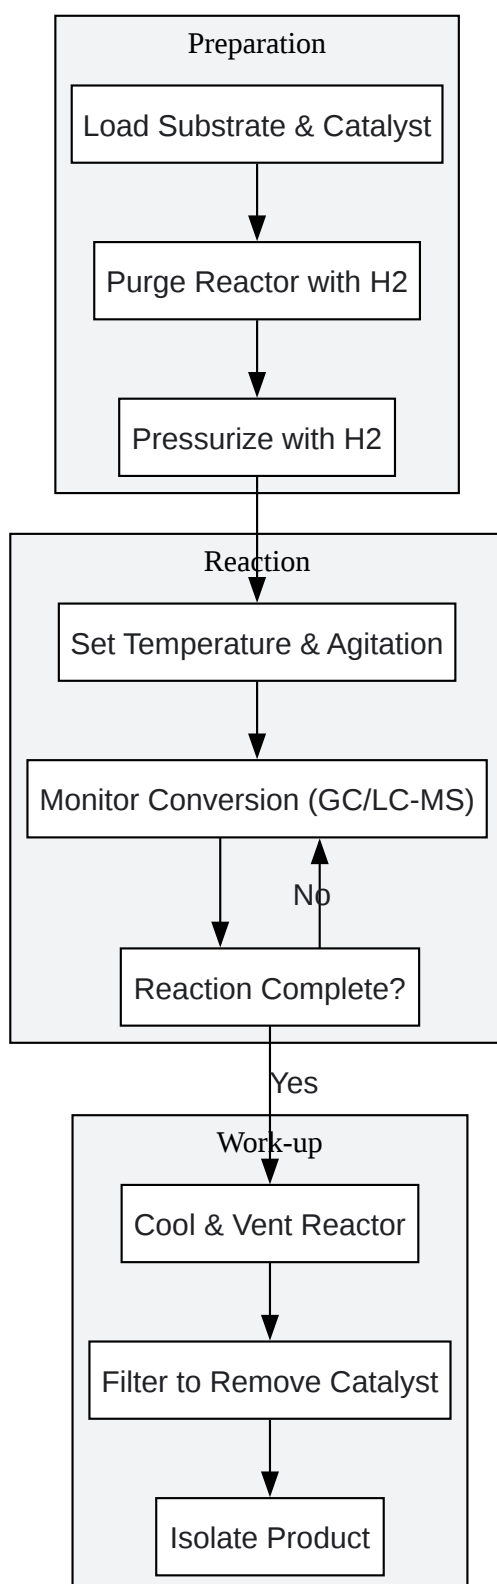 Preparation
Load Substrate & Catalyst
Purge Reactor with H2
Pressurize with H2
Reaction
Set Temperature & Agitation
Monitor Conversion (GC/LC-MS)
No
Reaction Complete?
Yes
Work-up
Cool & Vent Reactor
Filter to Remove Catalyst
Isolate Product